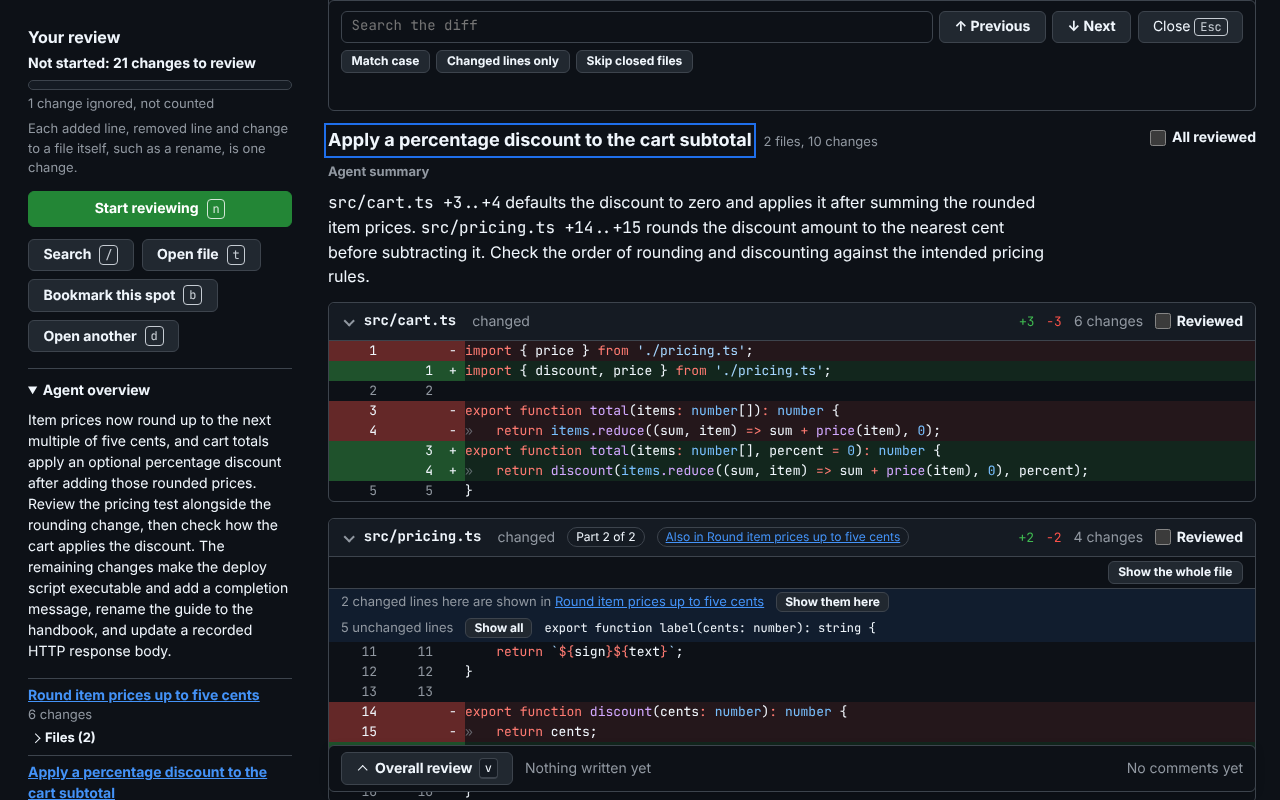 Your review
Not started: 21 changes to review
1 change ignored, not counted
Each added line, removed line and change
to a file itself, such as a rename, is one
change.
Start reviewing n
Search / Open file t
Bookmark this spot b
Open another d
Agent overview
Item prices now round up to the next
multiple of five cents, and cart totals
apply an optional percentage discount
after adding those rounded prices.
Review the pricing test alongside the
rounding change, then check how the
cart applies the discount. The
remaining changes make the deploy
script executable and add a completion
message, rename the guide to the
handbook, and update a recorded
HTTP response body.
Round item prices up to five cents
6 changes
Files (2)
Apply a percentage discount to the
cart subtotal
Search the diff ↑ Previous ↓ Next Close Esc
Match case Changed lines only Skip closed files
Apply a percentage discount to the cart subtotal 2 files, 10 changes All reviewed
Agent summary
src/cart.ts +3..+4 defaults the discount to zero and applies it after summing the rounded
item prices. src/pricing.ts +14..+15 rounds the discount amount to the nearest cent
before subtracting it. Check the order of rounding and discounting against the intended pricing
rules.
src/cart.ts changed +3 -3 6 changes Reviewed
1 - import { price } from './pricing.ts';
1 + import { discount, price } from './pricing.ts';
2 2
3 - export function total(items: number[]): number {
4 - » return items.reduce((sum, item) => sum + price(item), 0);
3 + export function total(items: number[], percent = 0): number {
4 + » return discount(items.reduce((sum, item) => sum + price(item), 0), percent);
5 5 }
src/pricing.ts changed Part 2 of 2 Also in Round item prices up to five cents +2 -2 4 changes Reviewed
Show the whole file
2 changed lines here are shown in Round item prices up to five cents Show them here
5 unchanged lines Show all export function label(cents: number): string {
11 11 return `${sign}${text}`;
12 12 }
13 13
14 - export function discount(cents: number): number {
15 - » return cents;
Overall review v Nothing written yet No comments yet
16 16 }